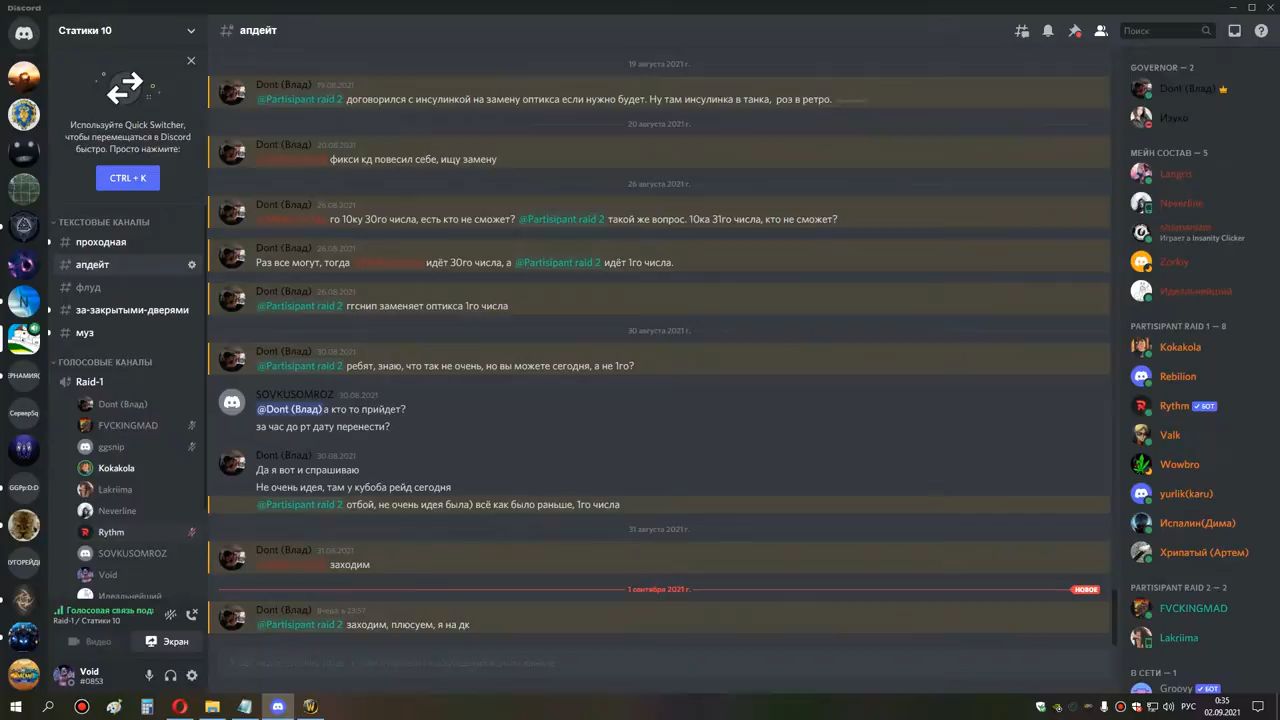 Discord
Статики 10
апдейт
Поиск
Используйте Quick Switcher,
чтобы перемещаться в Discord
быстро. Просто нажмите:
CTRL + K
ТЕКСТОВЫЕ КАНАЛЫ
проходная
апдейт
флуд
за-закрытыми-дверями
муз
ГОЛОСОВЫЕ КАНАЛЫ
Raid-1
Dont (Влад)
FVCKINGMAD
ggsnip
Kokakola
Lakriima
Neverline
Rythm
SOVKUSOMROZ
Void
Идеальнейший
Голосовая связь под
Raid-1 / Статики 10
Видео
Экран
Void
#0853
19 августа 2021 г.
Dont (Влад) 19.08.2021
@Partisipant raid 2 договорился с инсулинкой на замену оптикса если нужно будет. Ну там инсулинка в танка, роз в ретро.
20 августа 2021 г.
Dont (Влад) 20.08.2021
фикси кд повесил себе, ищу замену
26 августа 2021 г.
Dont (Влад) 26.08.2021
го 10ку 30го числа, есть кто не сможет? @Partisipant raid 2 такой же вопрос. 10ка 31го числа, кто не сможет?
Dont (Влад) 26.08.2021
Раз все могут, тогда идёт 30го числа, а @Partisipant raid 2 идёт 1го числа.
Dont (Влад) 26.08.2021
@Partisipant raid 2 ггснип заменяет оптикса 1го числа
30 августа 2021 г.
Dont (Влад) 30.08.2021
@Partisipant raid 2 ребят, знаю, что так не очень, но вы можете сегодня, а не 1го?
SOVKUSOMROZ 30.08.2021
@Dont (Влад) а кто то прийдет?
за час до рт дату перенести?
Dont (Влад) 30.08.2021
Да я вот и спрашиваю
Не очень идея, там у кубоба рейд сегодня
@Partisipant raid 2 отбой, не очень идея была) всё как было раньше, 1го числа
31 августа 2021 г.
Dont (Влад) 31.08.2021
заходим
1 сентября 2021 г.
НОВОЕ
Dont (Влад) Вчера, в 23:57
@Partisipant raid 2 заходим, плюсуем, я на дк
GOVERNOR — 2
Dont (Влад)
Изуко
МЕЙН СОСТАВ — 5
Langris
Neverline
Играет в Insanity Clicker
Zorkiy
Идеальнейший
PARTISIPANT RAID 1 — 8
Kokakola
Rebilion
Rythm БОТ
Valk
Wowbro
yurlik(karu)
Испалин(Дима)
Хрипатый (Артем)
PARTISIPANT RAID 2 — 2
FVCKINGMAD
Lakriima
В СЕТИ — 1
Groovy БОТ
РУС
0:35
02.09.2021